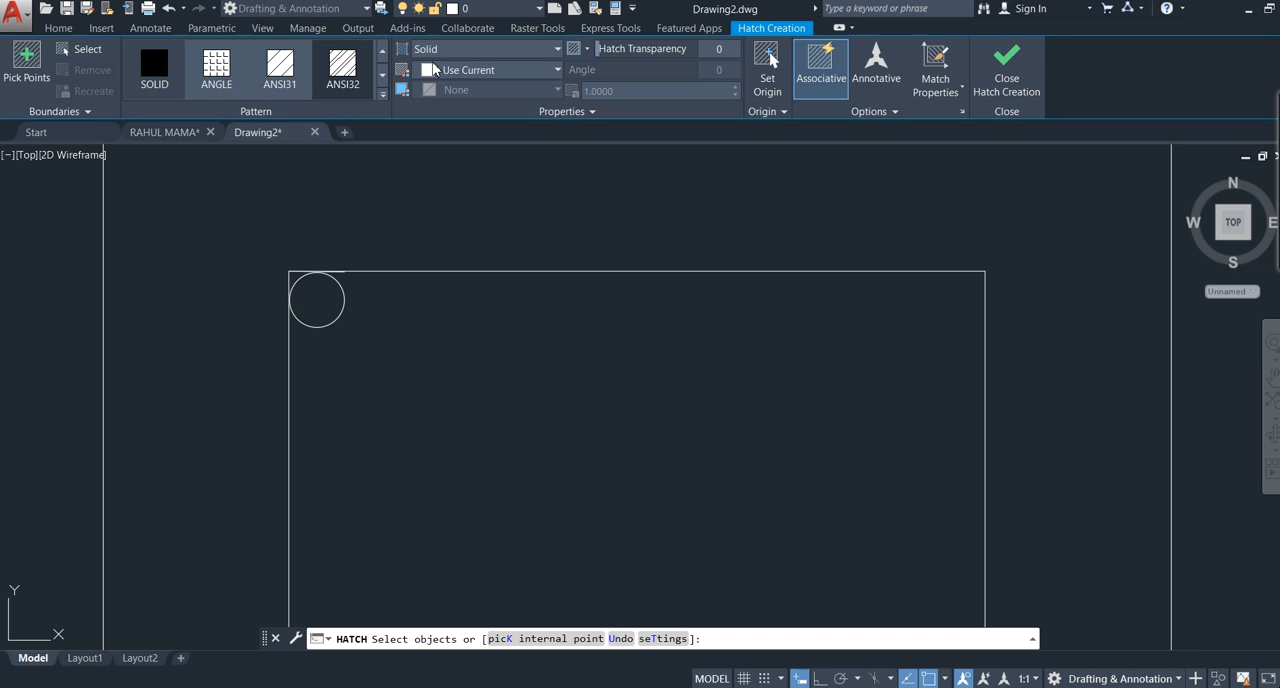 A Drafting & Annotation 0 Drawing2.dwg Type a keyword or phrase Sign In
Home Insert Annotate Parametric View Manage Output Add-ins Collaborate Raster Tools Express Tools Featured Apps Hatch Creation
Pick Points
Select
Remove
Recreate
SOLID ANGLE ANSI31 ANSI32
Solid
Use Current
None
Hatch Transparency 0
Angle 0
1.0000
Set
Origin
Associative
Annotative
Match
Properties
Close
Hatch Creation
Boundaries Pattern Properties Origin Options Close
Start RAHUL MAMA* Drawing2*
[−][Top][2D Wireframe]
N
W TOP E
S
Unnamed
Y
X
HATCH Select objects or [picK internal point Undo seTtings]:
Model Layout1 Layout2
MODEL 1:1 Drafting & Annotation